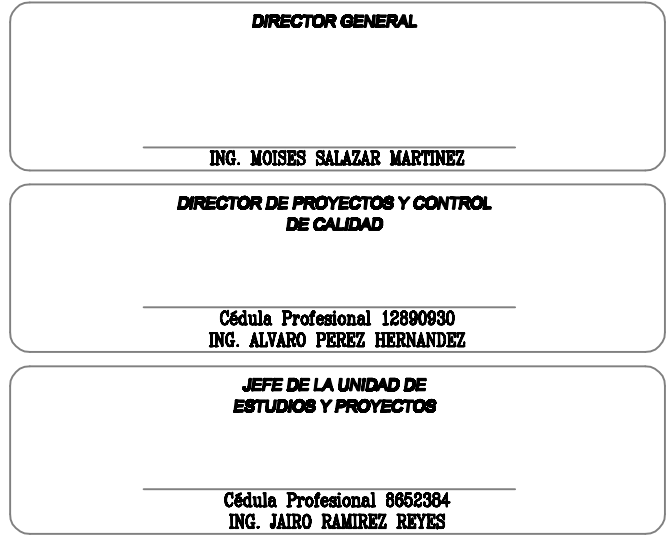 DIRECTOR GENERAL
ING. MOISES SALAZAR MARTINEZ
DIRECTOR DE PROYECTOS Y CONTROL
DE CALIDAD
Cédula Profesional 12890930
ING. ALVARO PEREZ HERNANDEZ
JEFE DE LA UNIDAD DE
ESTUDIOS Y PROYECTOS
Cédula Profesional 8652384
ING. JAIRO RAMIREZ REYES